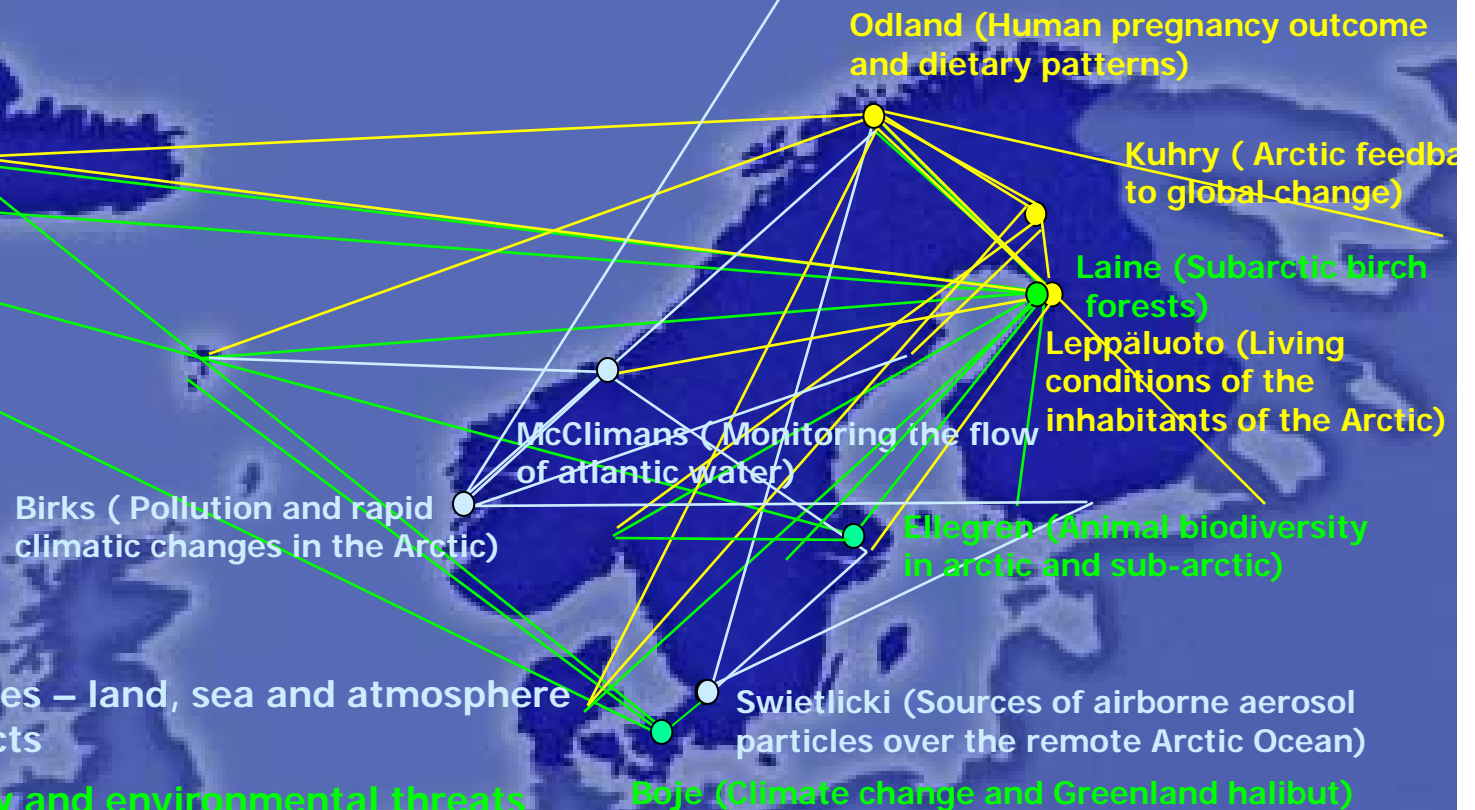 Odland (Human pregnancy outcome
and dietary patterns)
Kuhry ( Arctic feedba
to global change)
Laine (Subarctic birch
forests)
Leppäluoto (Living
conditions of the
inhabitants of the Arctic)
McClimans ( Monitoring the flow
of atlantic water)
Birks ( Pollution and rapid
climatic changes in the Arctic)
Ellegren (Animal biodiversity
in arctic and sub-arctic)
es – land, sea and atmosphere
cts
Swietlicki (Sources of airborne aerosol
particles over the remote Arctic Ocean)
y and environmental threats
Boje (Climate change and Greenland halibut)